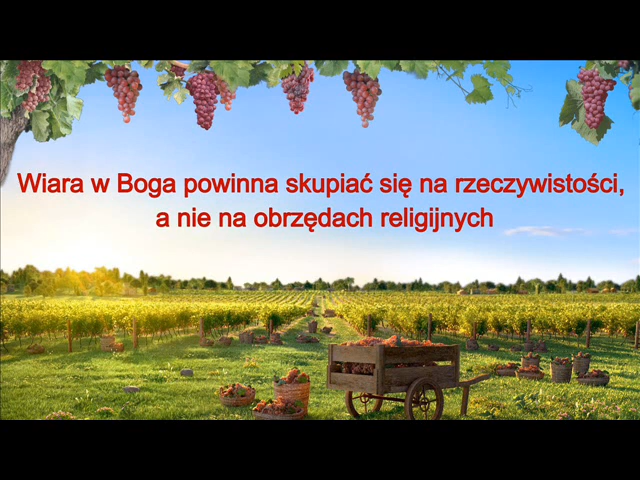 Wiara w Boga powinna skupiać się na rzeczywistości,
a nie na obrzędach religijnych